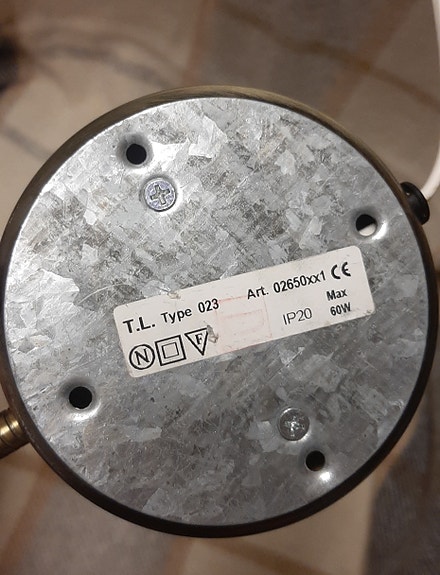 T.L. Type 023 Art. 02650xx1 CE
N F IP20 Max 60W